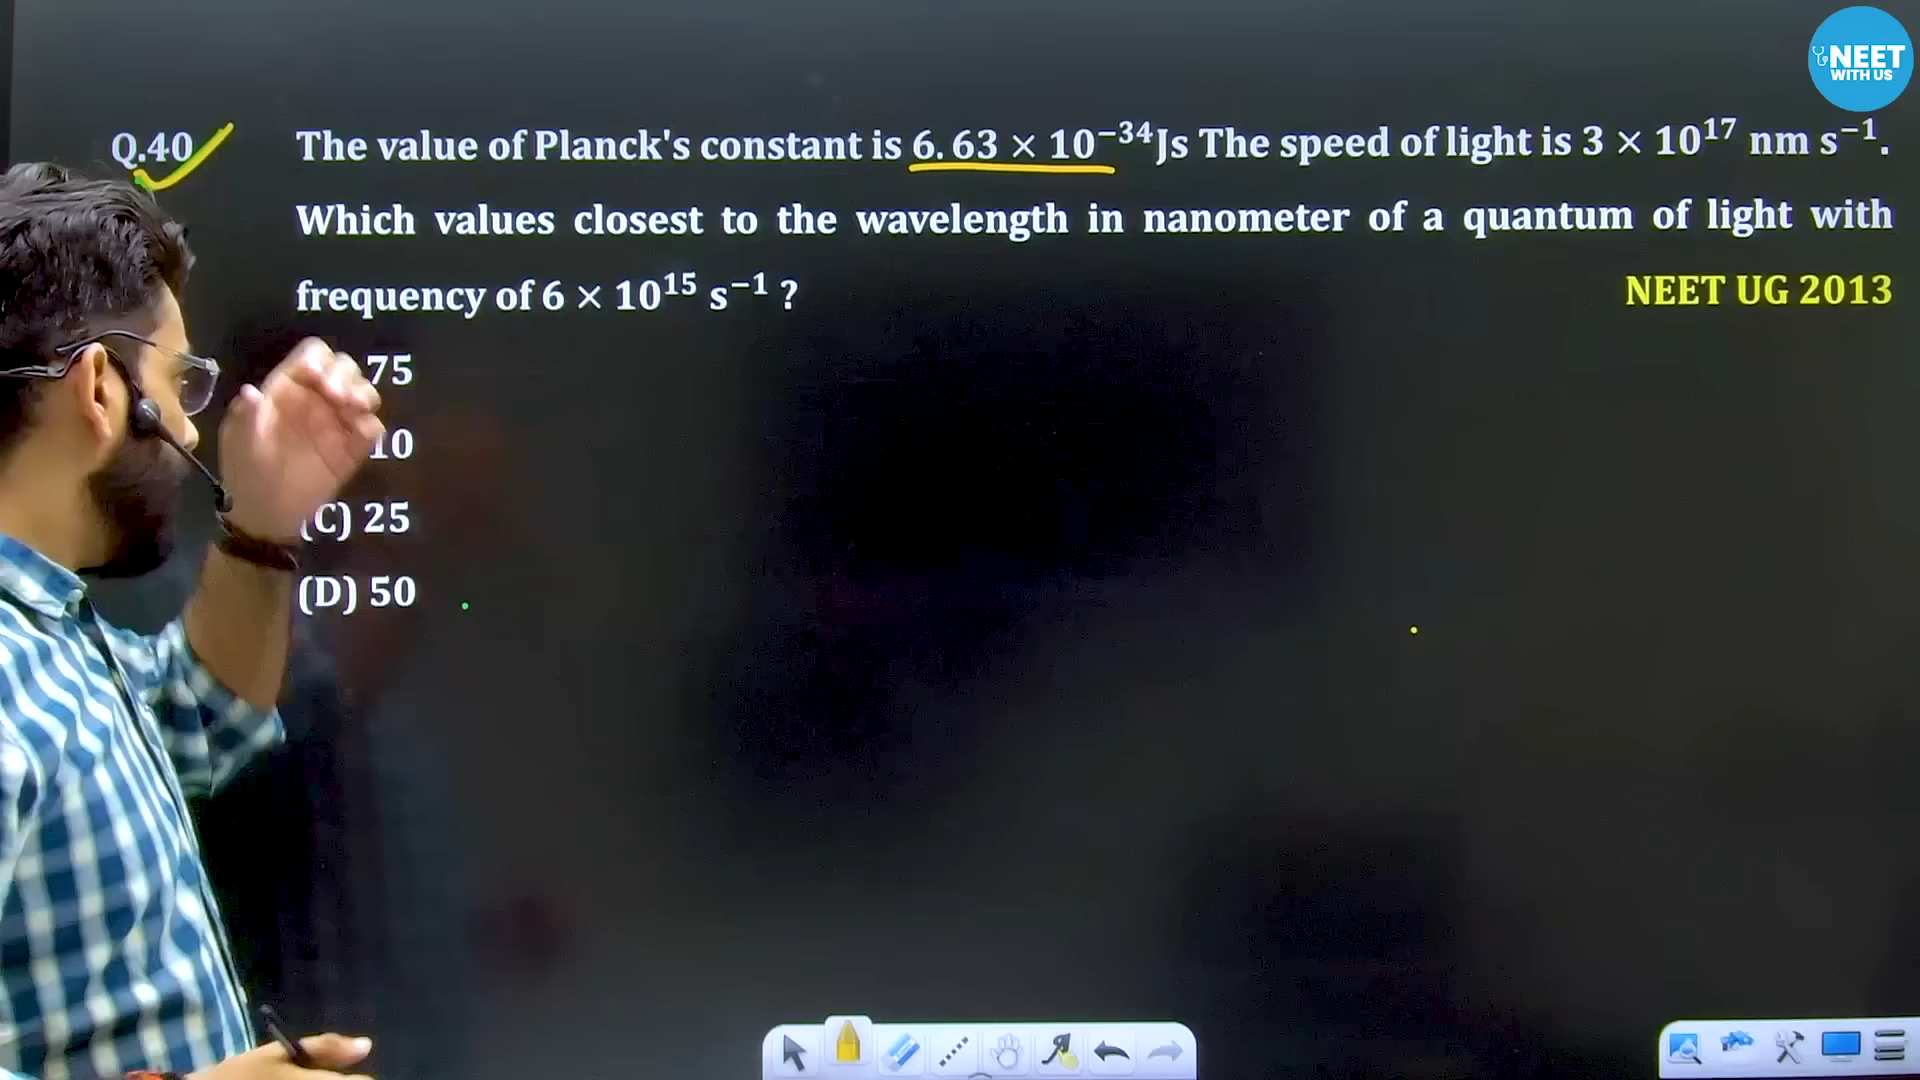 NEET
WITH US
Q.40 The value of Planck's constant is 6.63 × 10⁻³⁴Js The speed of light is 3 × 10¹⁷ nm s⁻¹.
Which values closest to the wavelength in nanometer of a quantum of light with
frequency of 6 × 10¹⁵ s⁻¹ ? NEET UG 2013
75
10
(C) 25
(D) 50